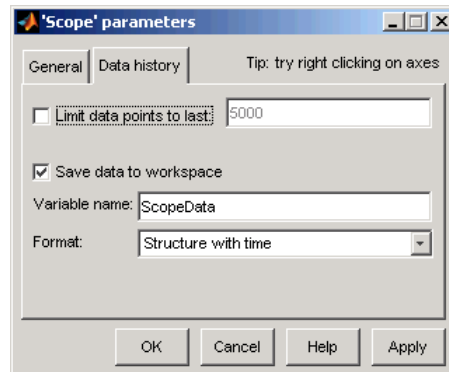 'Scope' parameters
General Data history Tip: try right clicking on axes
Limit data points to last: 5000
Save data to workspace
Variable name: ScopeData
Format: Structure with time
OK Cancel Help Apply